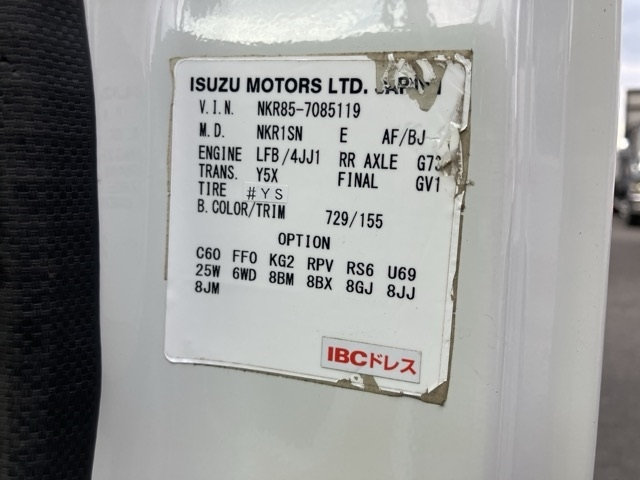 ISUZU MOTORS LTD. JAPAN
V.I.N. NKR85-7085119
M.D. NKR1SN E AF/BJ-
ENGINE LFB/4JJ1 RR AXLE G73
TRANS. Y5X FINAL GV1
TIRE #YS
B.COLOR/TRIM 729/155
OPTION
C60 FF0 KG2 RPV RS6 U69
25W 6WD 8BM 8BX 8GJ 8JJ
8JM
IBCドレス